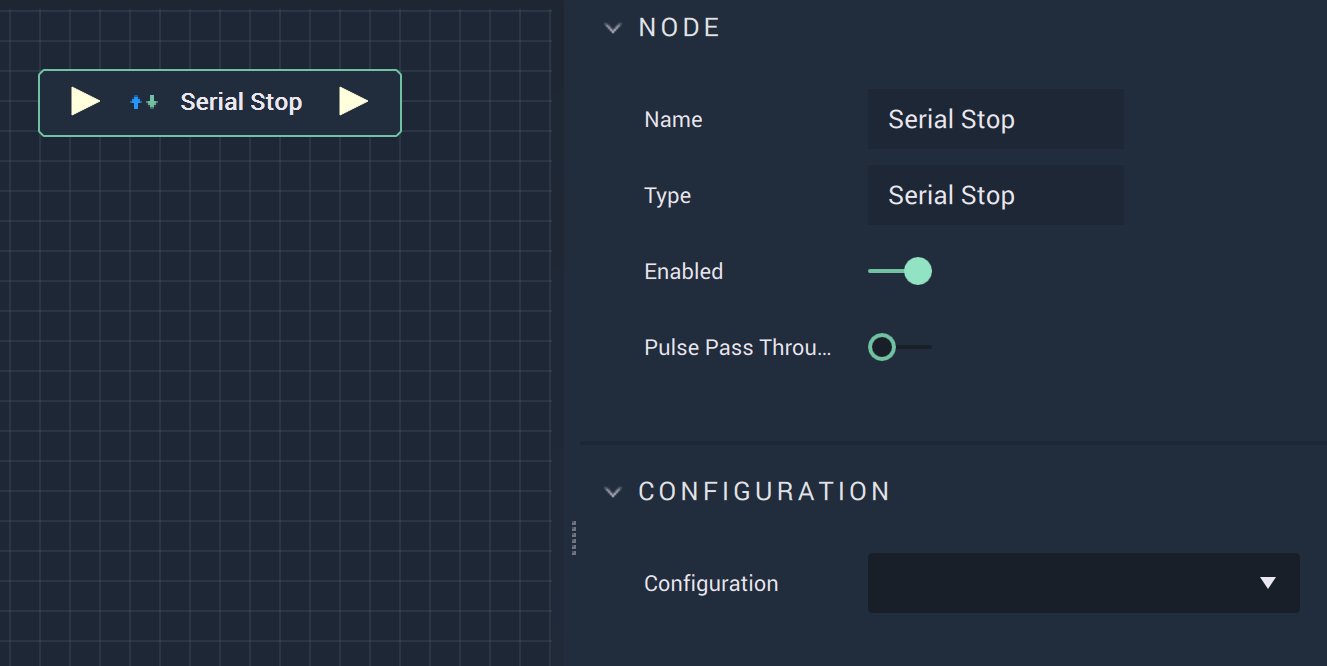 Serial Stop
NODE
Name
Serial Stop
Type
Serial Stop
Enabled
Pulse Pass Throu...
CONFIGURATION
Configuration